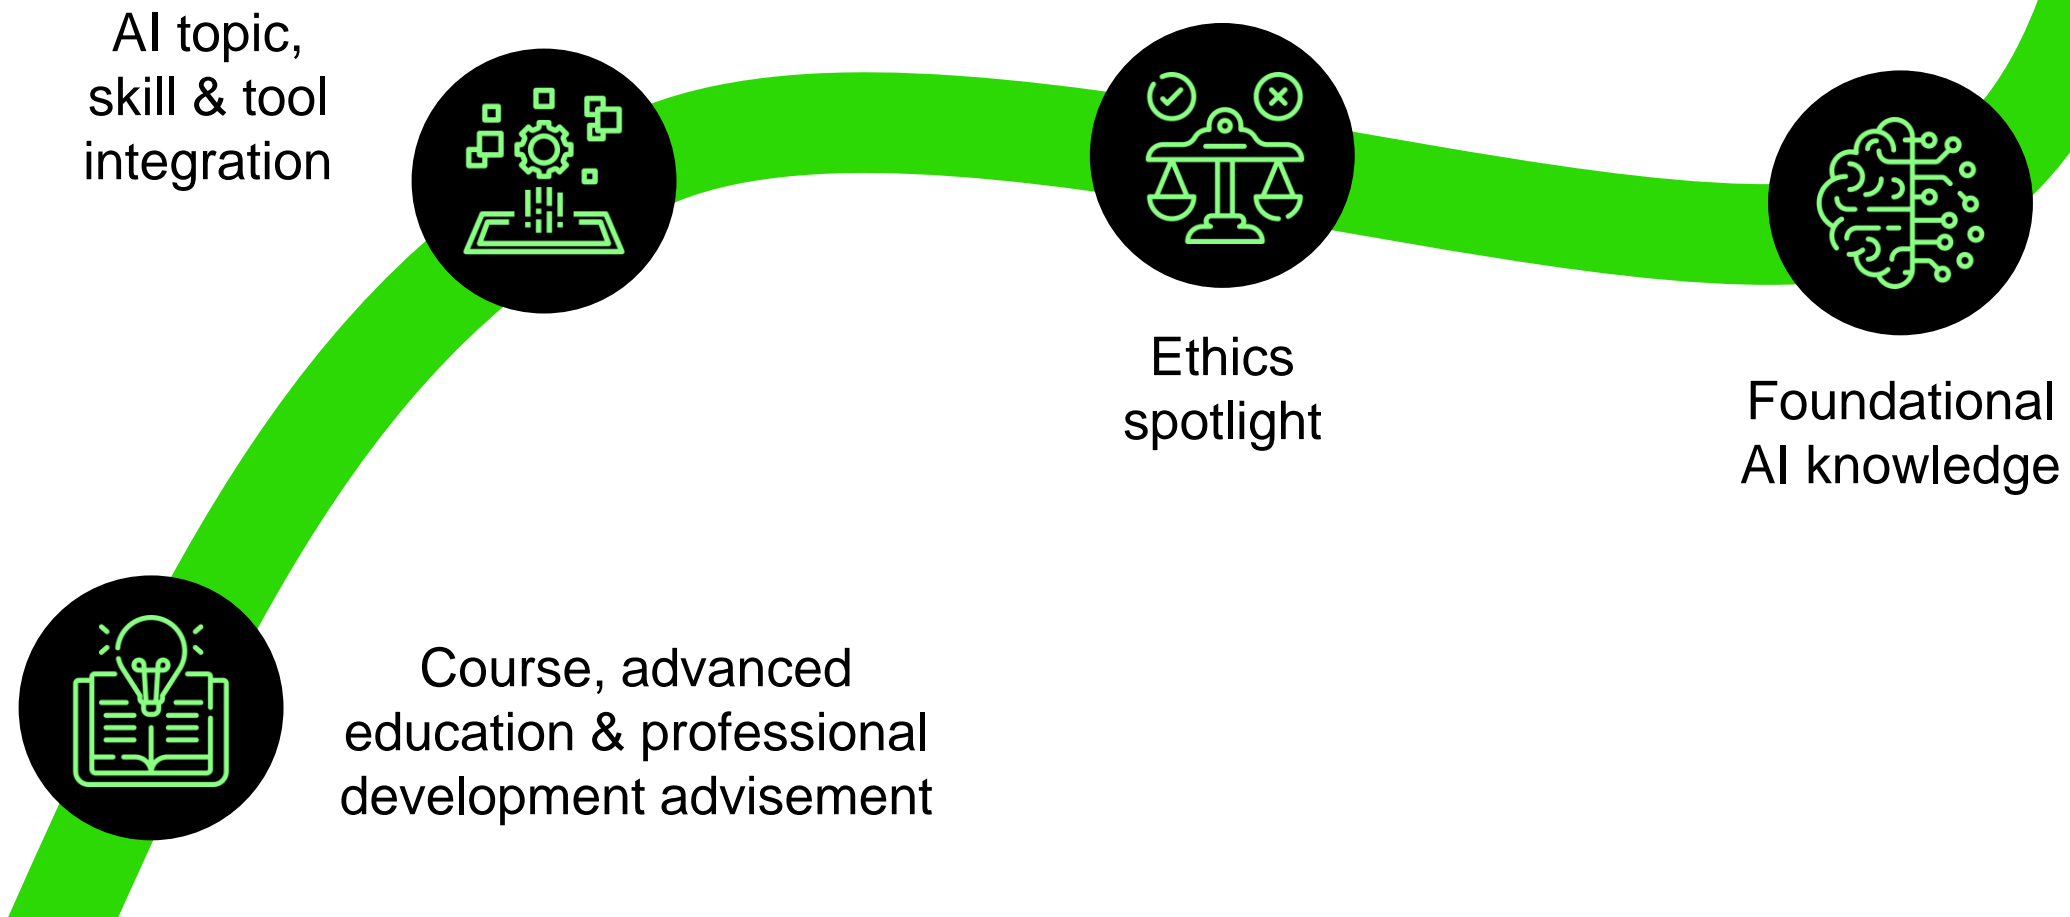 AI topic,
skill & tool
integration
Ethics
spotlight
Foundational
AI knowledge
Course, advanced
education & professional
development advisement